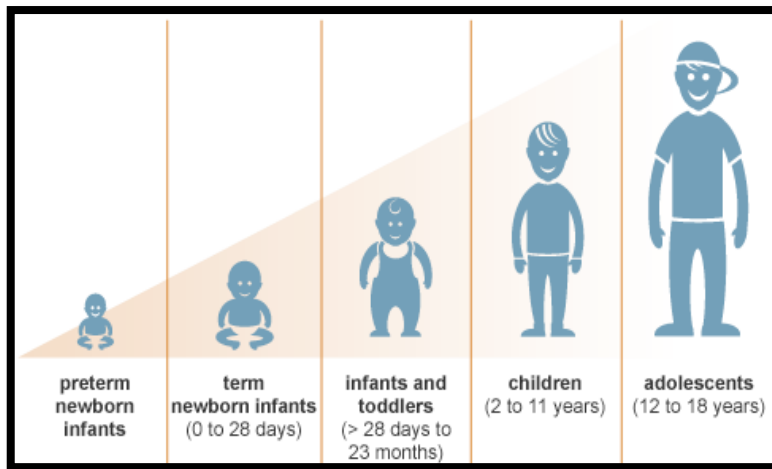 preterm
newborn
infants
term
newborn infants
(0 to 28 days)
infants and
toddlers
(> 28 days to
23 months)
children
(2 to 11 years)
adolescents
(12 to 18 years)